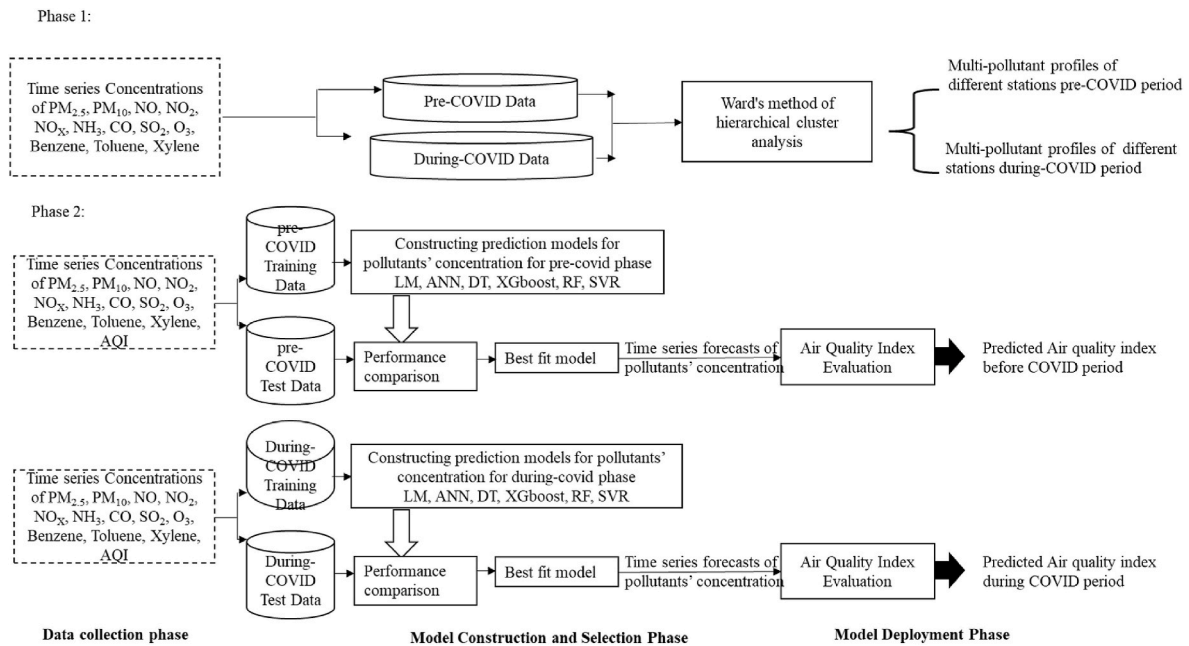 Phase 1:
Time series Concentrations
of PM2.5, PM10, NO, NO2,
NOX, NH3, CO, SO2, O3,
Benzene, Toluene, Xylene
Pre-COVID Data
During-COVID Data
Ward's method of
hierarchical cluster
analysis
Multi-pollutant profiles of
different stations pre-COVID period
Multi-pollutant profiles of different
stations during-COVID period
Phase 2:
Time series Concentrations
of PM2.5, PM10, NO, NO2,
NOX, NH3, CO, SO2, O3,
Benzene, Toluene, Xylene,
AQI
pre-
COVID
Training
Data
Constructing prediction models for
pollutants' concentration for pre-covid phase
LM, ANN, DT, XGboost, RF, SVR
pre-
COVID
Test Data
Performance
comparison
Best fit model
Time series forecasts of
pollutants' concentration
Air Quality Index
Evaluation
Predicted Air quality index
before COVID period
Time series Concentrations
of PM2.5, PM10, NO, NO2,
NOX, NH3, CO, SO2, O3,
Benzene, Toluene, Xylene,
AQI
During-
COVID
Training
Data
Constructing prediction models for pollutants'
concentration for during-covid phase
LM, ANN, DT, XGboost, RF, SVR
During-
COVID
Test Data
Performance
comparison
Best fit model
Time series forecasts of
pollutants' concentration
Air Quality Index
Evaluation
Predicted Air quality index
during COVID period
Data collection phase
Model Construction and Selection Phase
Model Deployment Phase